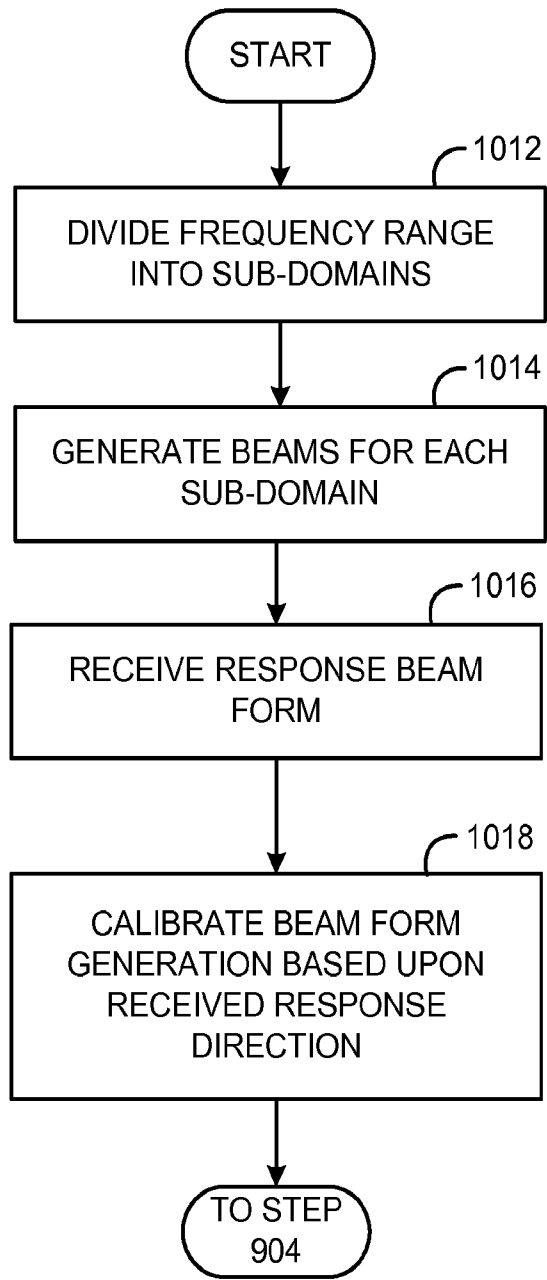 START
1012
DIVIDE FREQUENCY RANGE
INTO SUB-DOMAINS
1014
GENERATE BEAMS FOR EACH
SUB-DOMAIN
1016
RECEIVE RESPONSE BEAM
FORM
1018
CALIBRATE BEAM FORM
GENERATION BASED UPON
RECEIVED RESPONSE
DIRECTION
TO STEP
904